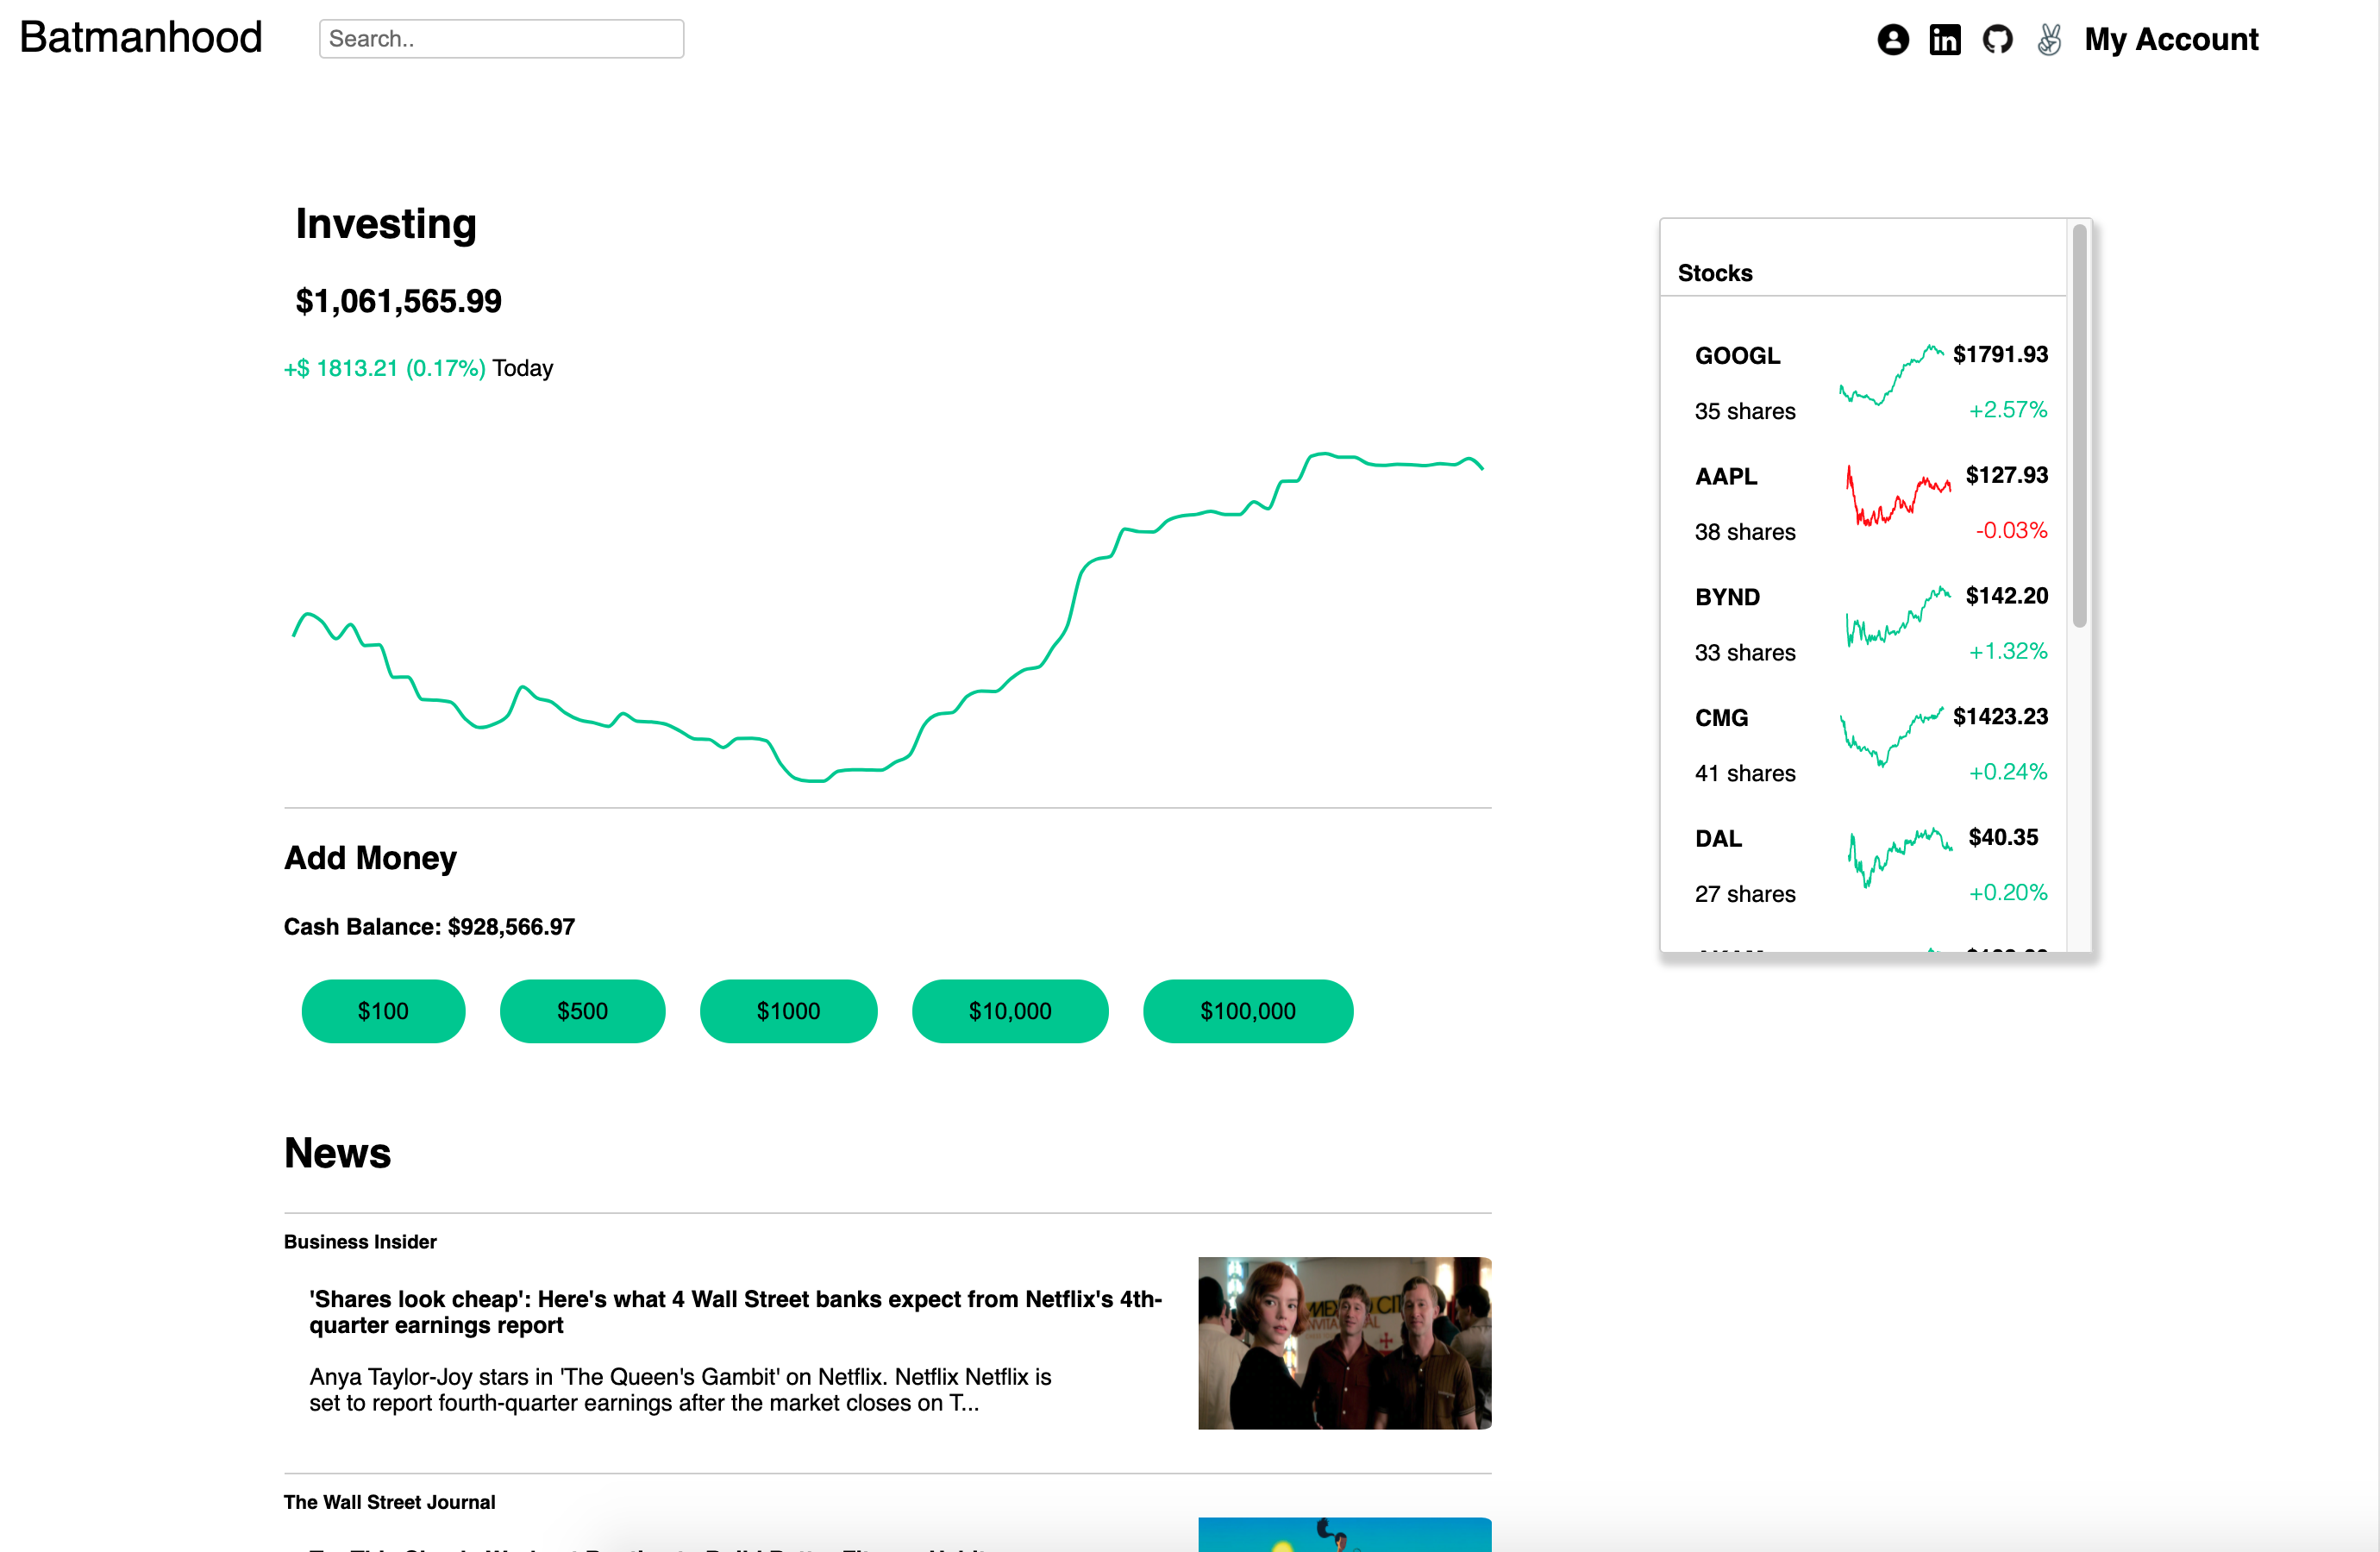 Batmanhood
Search..
My Account
Investing
$1,061,565.99
+$ 1813.21 (0.17%) Today
Stocks
GOOGL
$1791.93
35 shares
+2.57%
AAPL
$127.93
38 shares
-0.03%
BYND
$142.20
33 shares
+1.32%
CMG
$1423.23
41 shares
+0.24%
DAL
$40.35
27 shares
+0.20%
Add Money
Cash Balance: $928,566.97
$100
$500
$1000
$10,000
$100,000
News
Business Insider
'Shares look cheap': Here's what 4 Wall Street banks expect from Netflix's 4th-
quarter earnings report
Anya Taylor-Joy stars in 'The Queen's Gambit' on Netflix. Netflix Netflix is
set to report fourth-quarter earnings after the market closes on T...
The Wall Street Journal